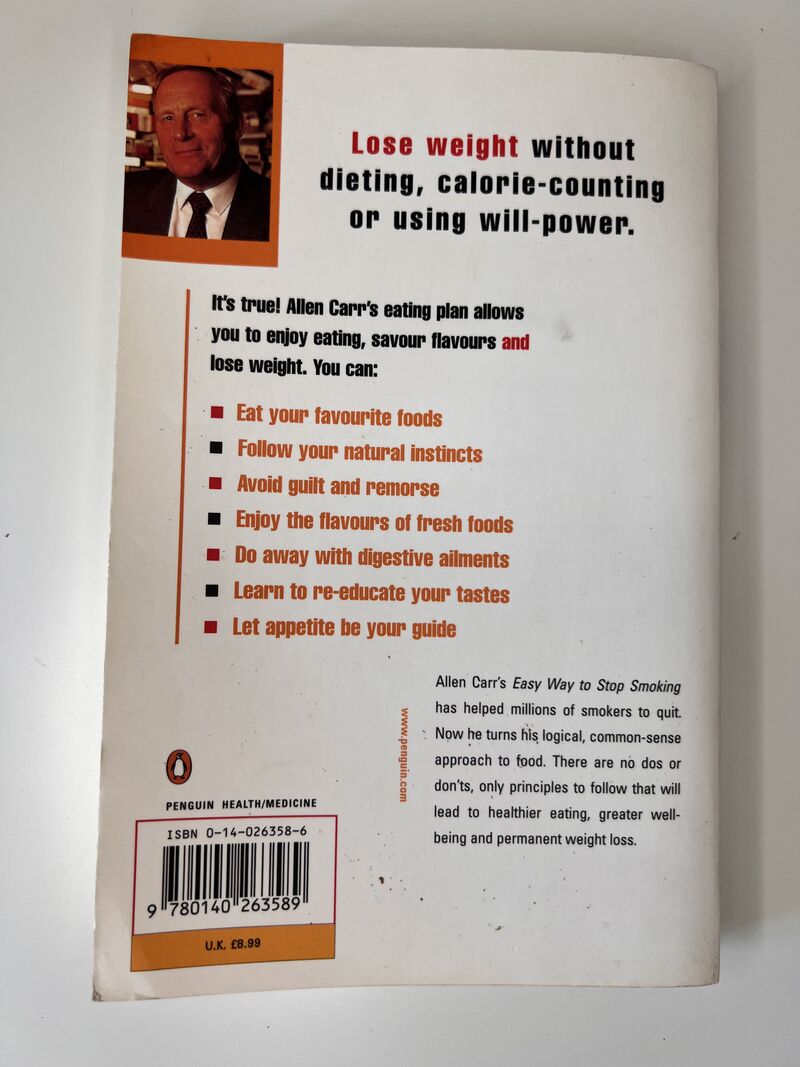 Lose weight without
dieting, calorie-counting
or using will-power.
It's true! Allen Carr's eating plan allows
you to enjoy eating, savour flavours and
lose weight. You can:
Eat your favourite foods
Follow your natural instincts
Avoid guilt and remorse
Enjoy the flavours of fresh foods
Do away with digestive ailments
Learn to re-educate your tastes
Let appetite be your guide
Allen Carr's Easy Way to Stop Smoking
has helped millions of smokers to quit.
Now he turns his logical, common-sense
approach to food. There are no dos or
don'ts, only principles to follow that will
lead to healthier eating, greater well-
being and permanent weight loss.
www.penguin.com
PENGUIN HEALTH/MEDICINE
ISBN 0-14-026358-6
9 780140 263589
U.K. £8.99